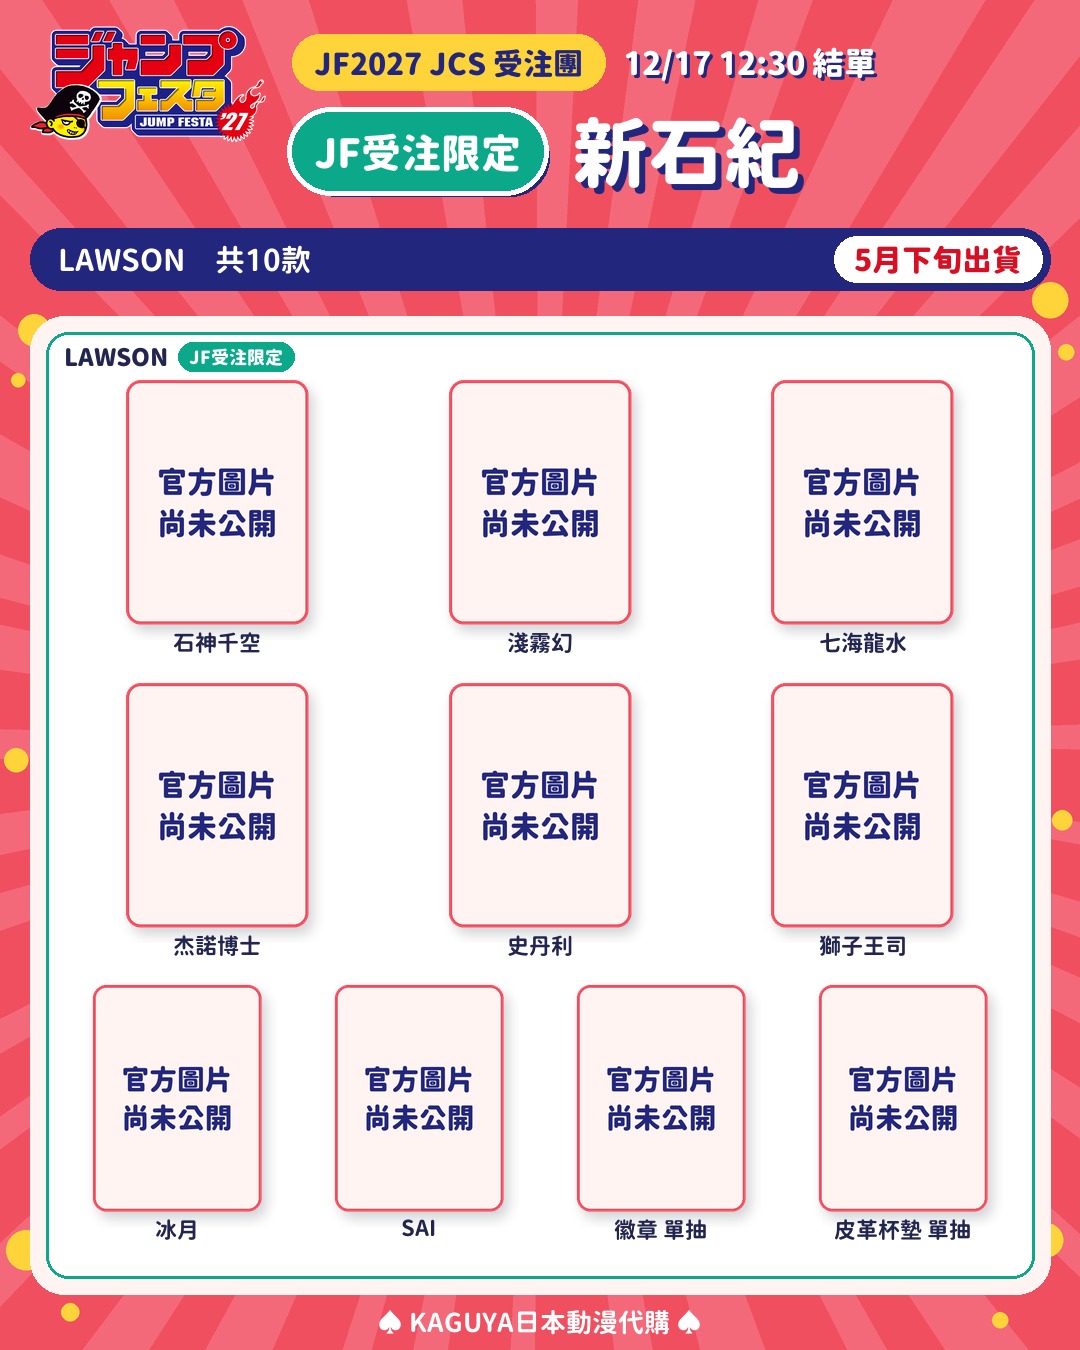 ジャンプ
フェスタ
JUMP FESTA '27
JF2027 JCS 受注團
12/17 12:30 結單
JF受注限定
新石紀
LAWSON 共10款
5月下旬出貨
LAWSON
JF受注限定
官方圖片
尚未公開
石神千空
官方圖片
尚未公開
淺霧幻
官方圖片
尚未公開
七海龍水
官方圖片
尚未公開
杰諾博士
官方圖片
尚未公開
史丹利
官方圖片
尚未公開
獅子王司
官方圖片
尚未公開
冰月
官方圖片
尚未公開
SAI
官方圖片
尚未公開
徽章 單抽
官方圖片
尚未公開
皮革杯墊 單抽
♠ KAGUYA日本動漫代購 ♠